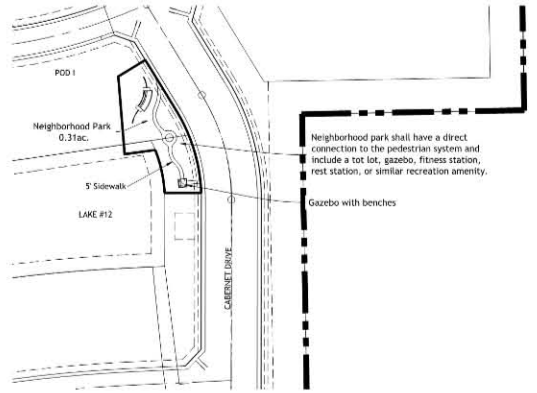 POD I
Neighborhood Park
0.31ac.
Neighborhood park shall have a direct
connection to the pedestrian system and
include a tot lot, gazebo, fitness station,
rest station, or similar recreation amenity.
5' Sidewalk
Gazebo with benches
LAKE #12
CABERNET DRIVE